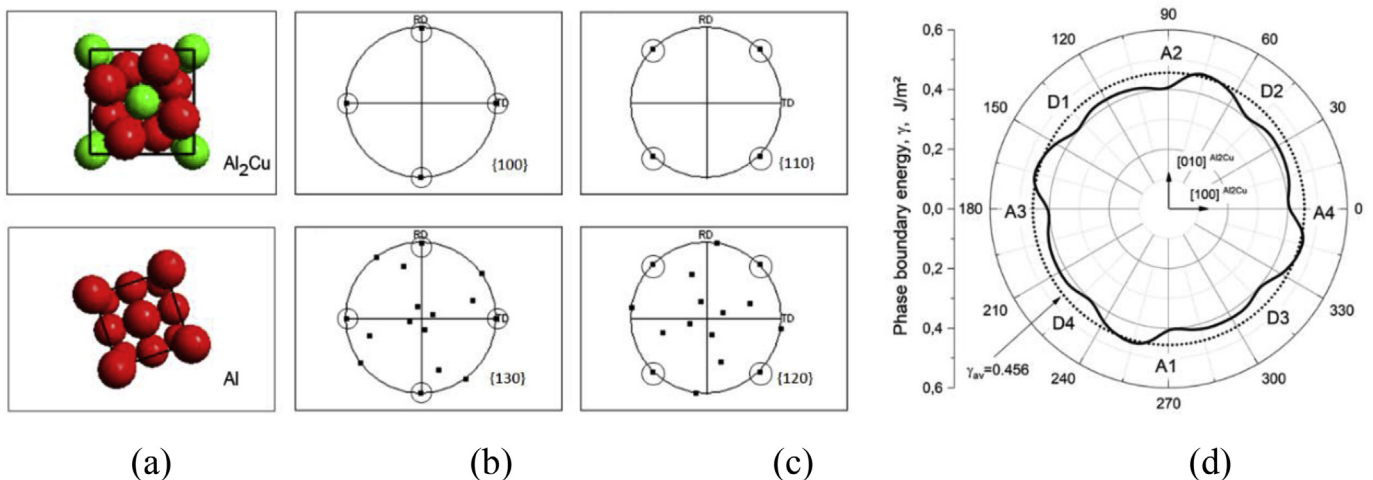 Al2Cu
RD
TD
{100}
RD
TD
{110}
Al
RD
TD
{130}
RD
TD
{120}
Phase boundary energy, γ, J/m²
0,6
0,4
0,2
0,0
0,2
0,4
0,6
90
120
60
150
30
180
0
210
330
240
300
270
A2
D1
D2
A3
A4
D4
D3
A1
[010] Al2Cu
[100] Al2Cu
γav=0.456
(a)
(b)
(c)
(d)